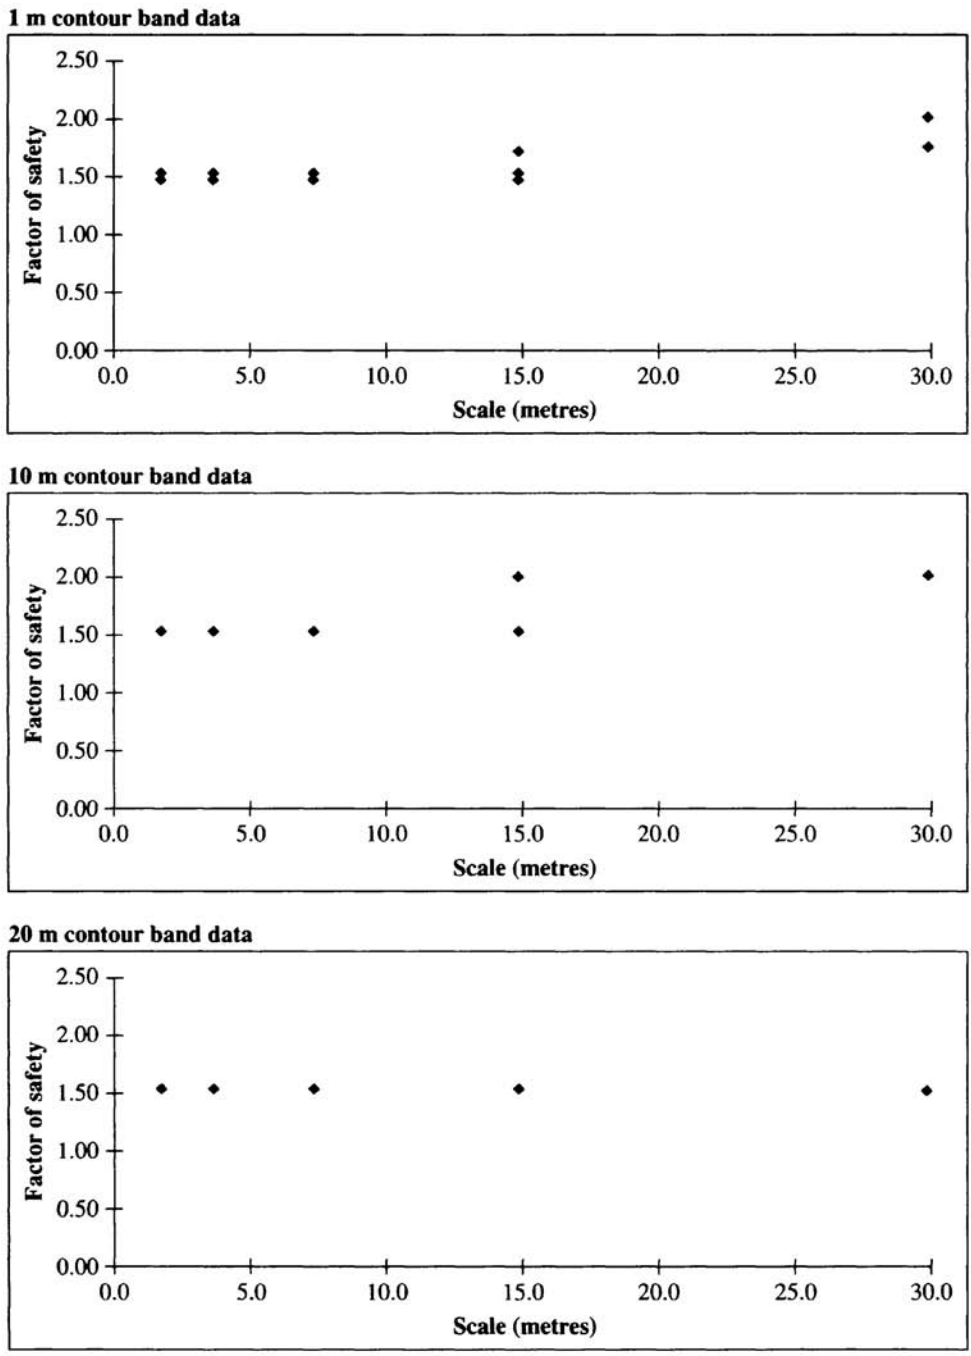 1 m contour band data
2.50
2.00
1.50
1.00
0.50
0.00
Factor of safety
0.0 5.0 10.0 15.0 20.0 25.0 30.0
Scale (metres)
10 m contour band data
2.50
2.00
1.50
1.00
0.50
0.00
Factor of safety
0.0 5.0 10.0 15.0 20.0 25.0 30.0
Scale (metres)
20 m contour band data
2.50
2.00
1.50
1.00
0.50
0.00
Factor of safety
0.0 5.0 10.0 15.0 20.0 25.0 30.0
Scale (metres)